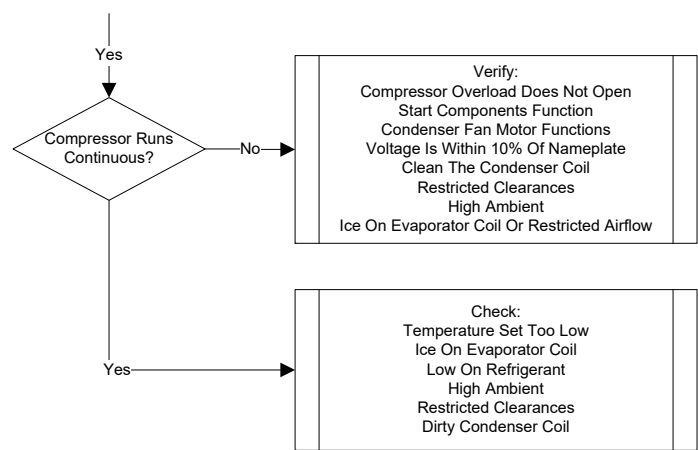 Yes
Compressor Runs
Continuous?
No
Verify:
Compressor Overload Does Not Open
Start Components Function
Condenser Fan Motor Functions
Voltage Is Within 10% Of Nameplate
Clean The Condenser Coil
Restricted Clearances
High Ambient
Ice On Evaporator Coil Or Restricted Airflow
Yes
Check:
Temperature Set Too Low
Ice On Evaporator Coil
Low On Refrigerant
High Ambient
Restricted Clearances
Dirty Condenser Coil